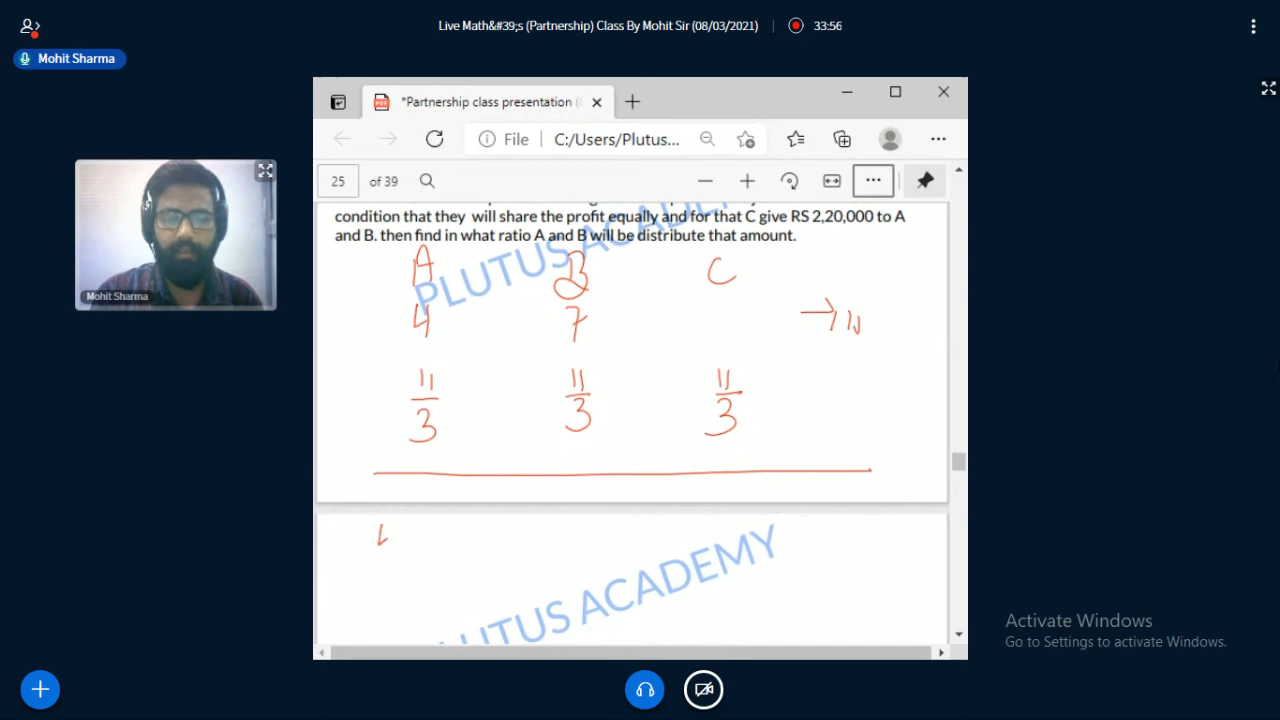 Live Math&#39;s (Partnership) Class By Mohit Sir (08/03/2021)
33:56
Mohit Sharma
*Partnership class presentation (
File
C:/Users/Plutus...
25 of 39
condition that they will share the profit equally and for that C give RS 2,20,000 to A
and B. then find in what ratio A and B will be distribute that amount.
PLUTUS ACADEMY
A B C
4 7 → 11
11/3 11/3 11/3
PLUTUS ACADEMY
Mohit Sharma
Activate Windows
Go to Settings to activate Windows.